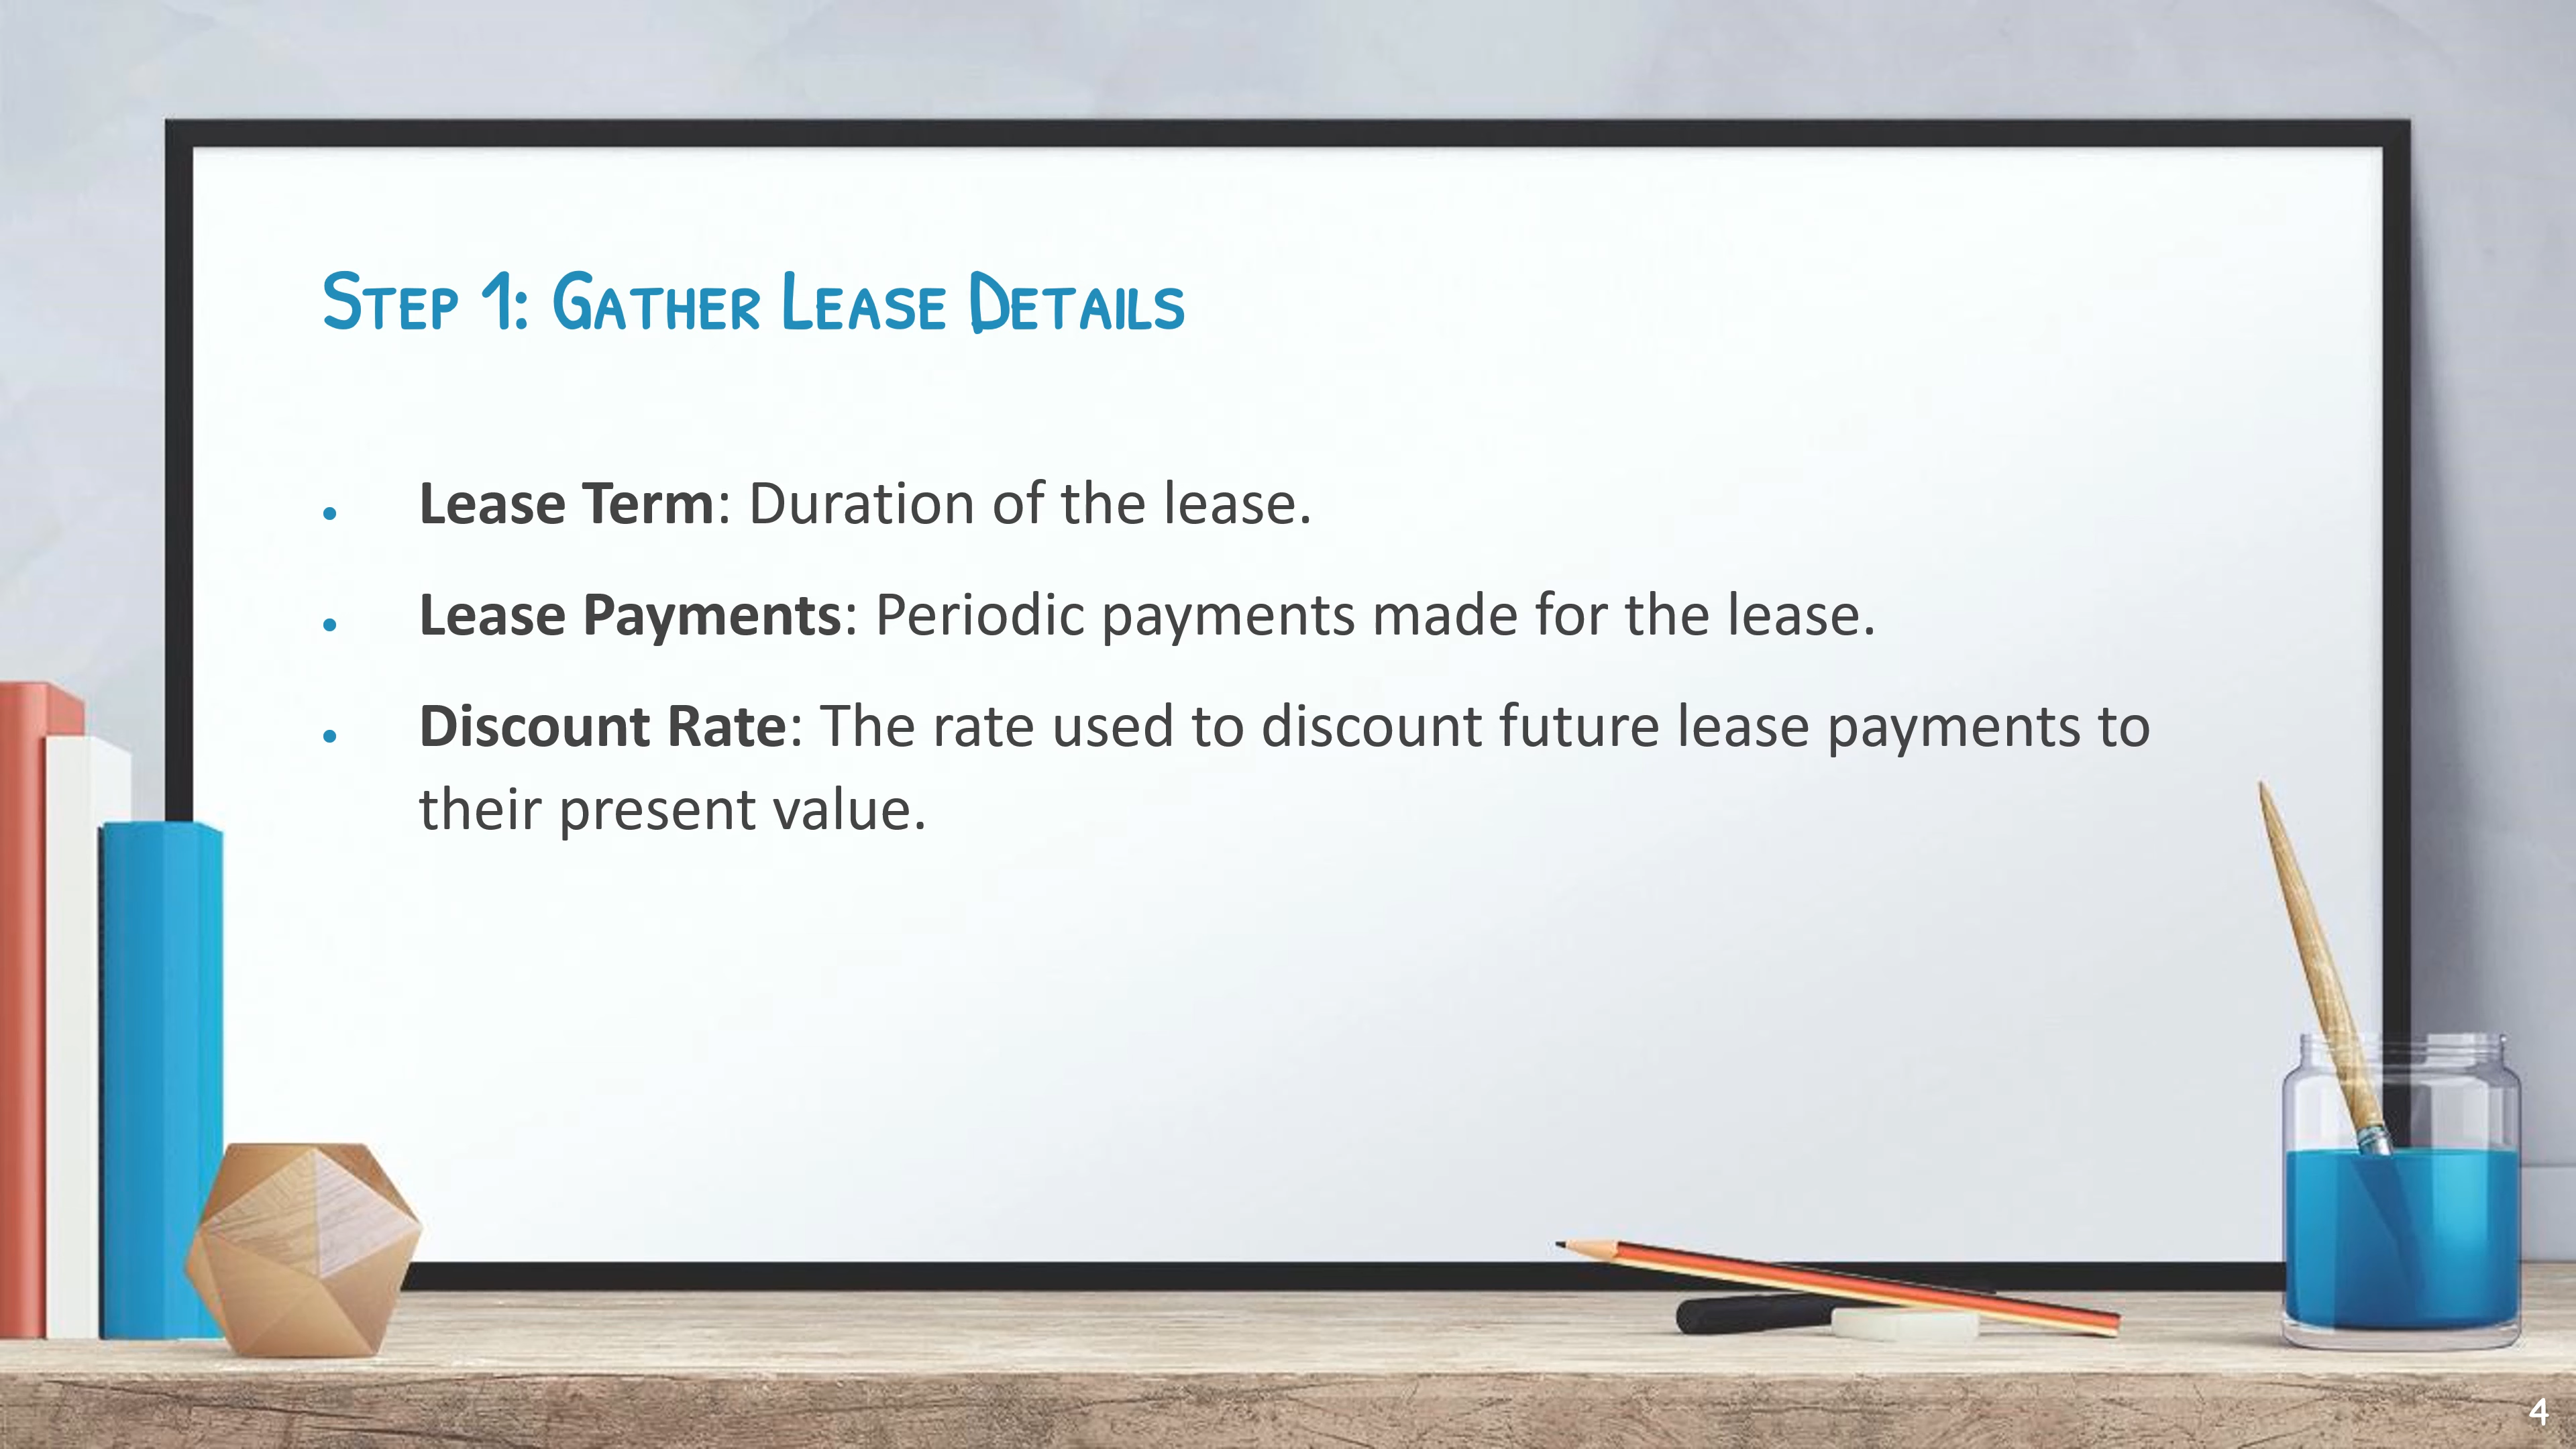 Step 1: Gather Lease Details
• Lease Term: Duration of the lease.
• Lease Payments: Periodic payments made for the lease.
• Discount Rate: The rate used to discount future lease payments to
their present value.
4